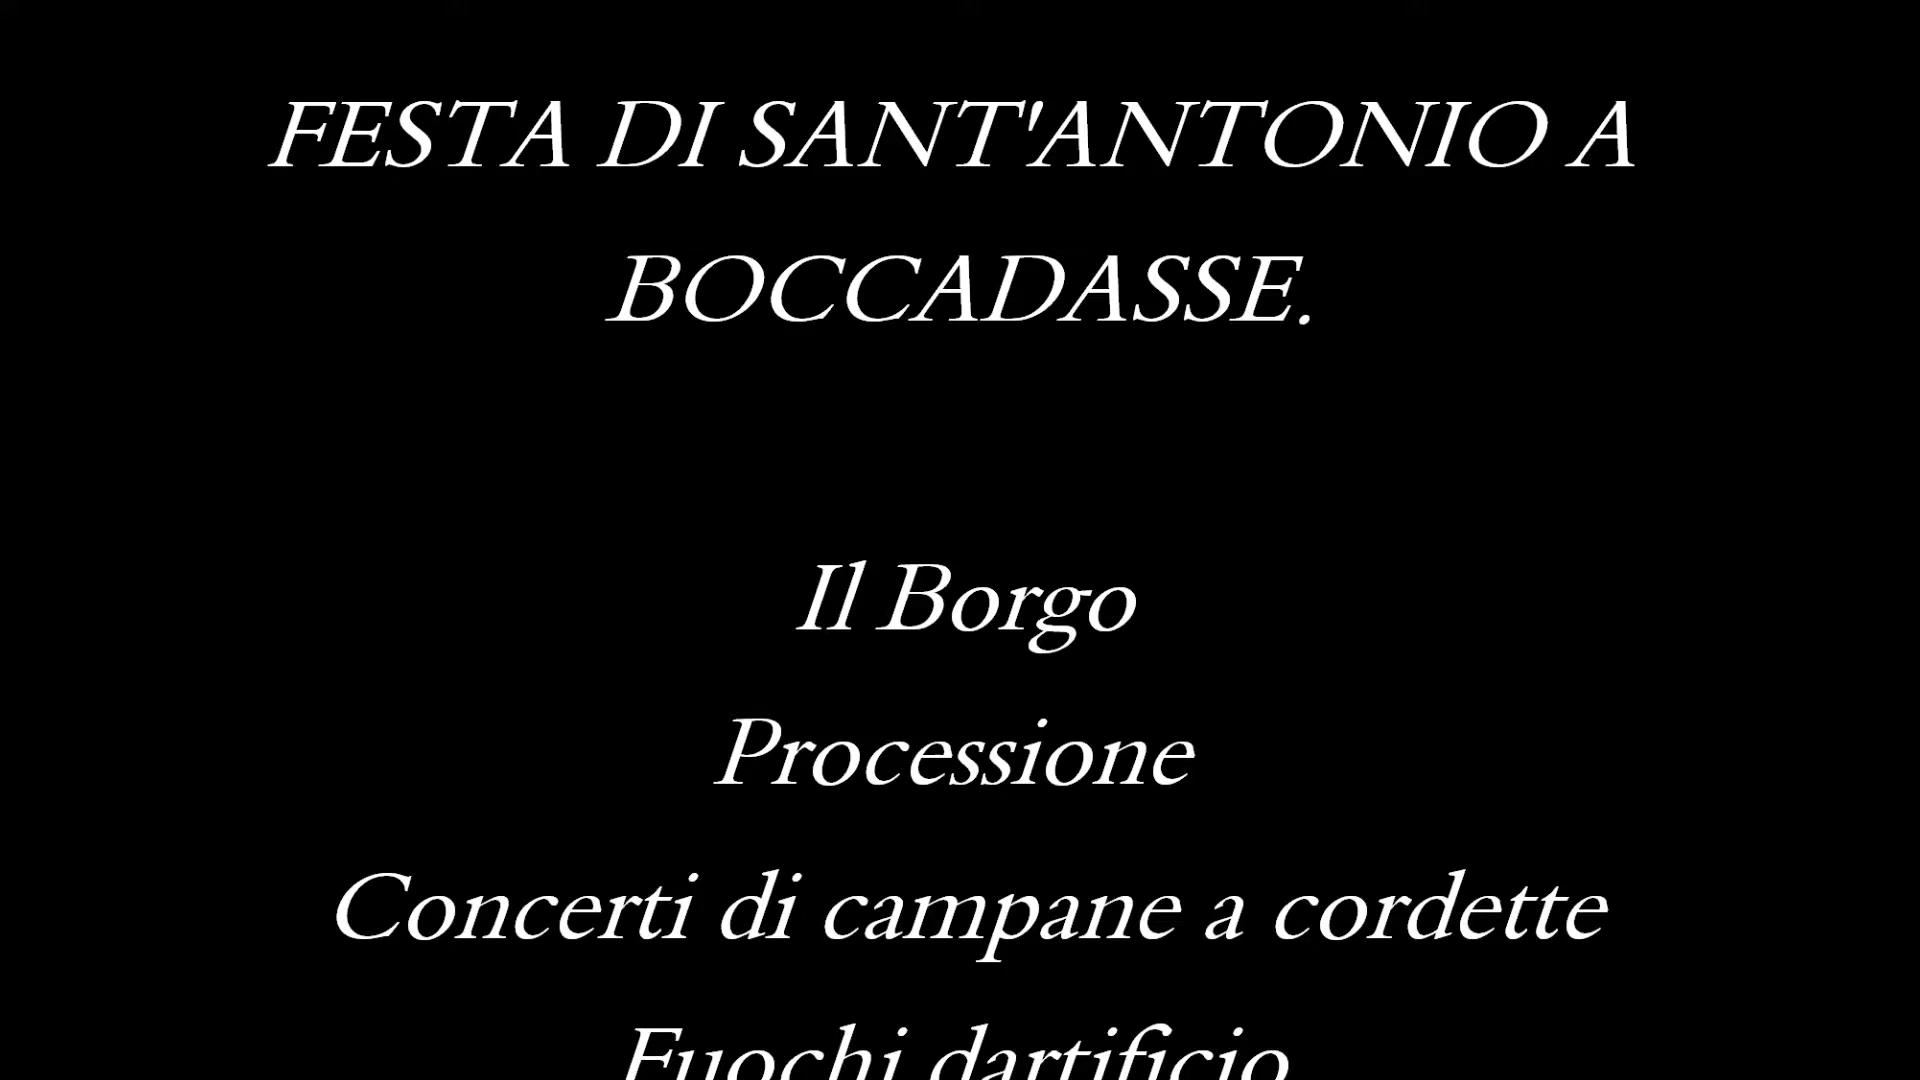 FESTA DI SANT'ANTONIO A
BOCCADASSE.
Il Borgo
Processione
Concerti di campane a cordette
Fuochi dartificio